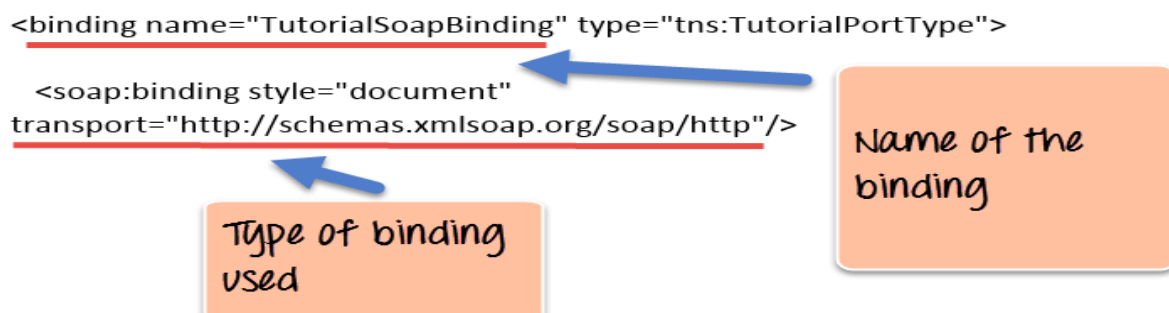 <binding name="TutorialSoapBinding" type="tns:TutorialPortType">
<soap:binding style="document"
transport="http://schemas.xmlsoap.org/soap/http"/>
Name of the
binding
Type of binding
used